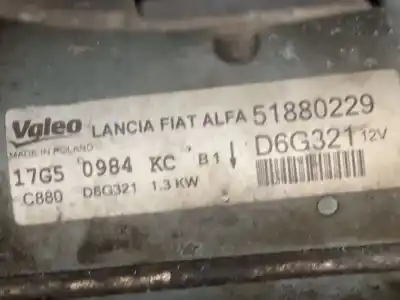 Valeo LANCIA FIAT ALFA 51880229
MADE IN POLAND
17G5 0984 KC B1 ↓ D6G321 12V
C880 D6G321 1.3 KW